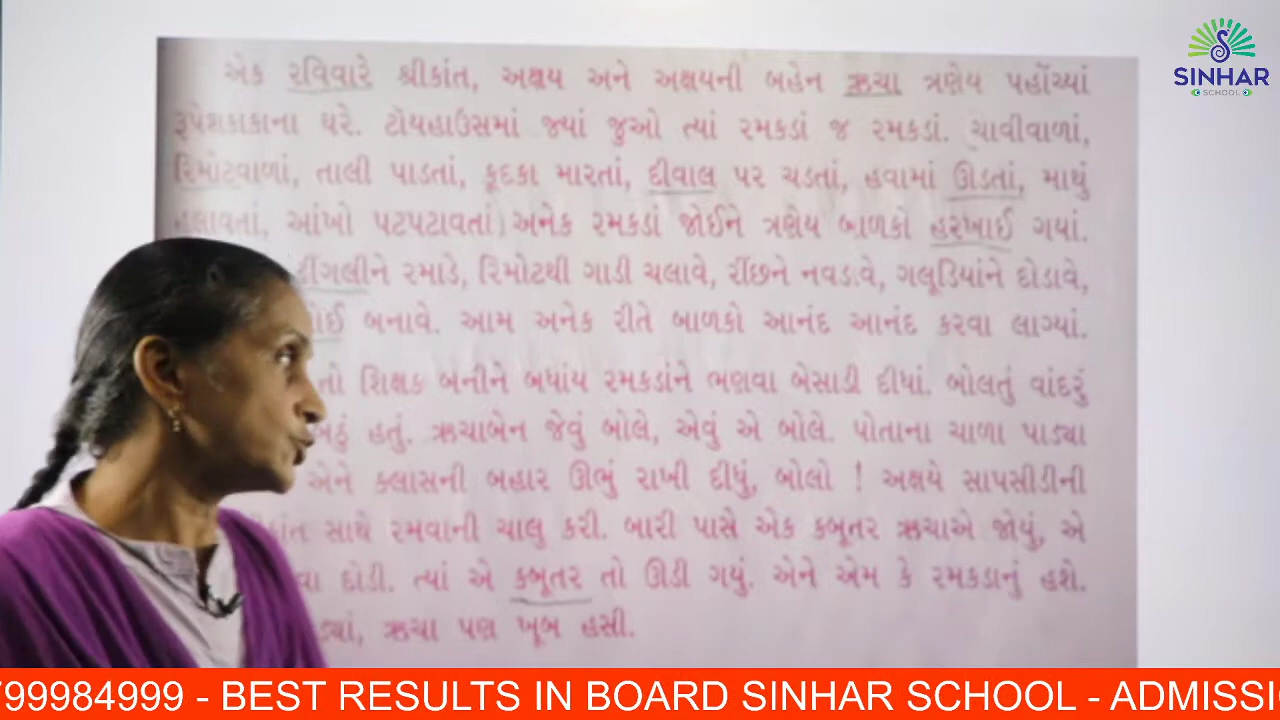 SINHAR
SCHOOL
એક રવિવારે શ્રીકાંત, અક્ષય અને અક્ષયની બહેન ઋચા ત્રણેય પહોંચ્યાં
રૂપેશકાકાના ઘરે. ટૉયહાઉસમાં જ્યાં જુઓ ત્યાં રમકડાં જ રમકડાં. ચાવીવાળાં,
રિમોટવાળાં, તાલી પાડતાં, કૂદકા મારતાં, દીવાલ પર ચડતાં, હવામાં ઊડતાં, માથું
હલાવતાં, આંખો પટપટાવતાં અનેક રમકડાં જોઈને ત્રણેય બાળકો હરખાઈ ગયાં.
ઢીંગલીને રમાડે, રિમોટથી ગાડી ચલાવે, રીંછને નવડાવે, ગલૂડિયાંને દોડાવે,
બનાવે. આમ અનેક રીતે બાળકો આનંદ આનંદ કરવા લાગ્યાં.
તો શિક્ષક બનીને બધાંય રમકડાંને ભણવા બેસાડી દીધાં. બોલતું વાંદરું
હતું. ઋચાબેન જેવું બોલે, એવું એ બોલે. પોતાના ચાળા પાડ્યા
એને ક્લાસની બહાર ઊભું રાખી દીધું, બોલો ! અક્ષયે સાપસીડીની
સાથે રમવાની ચાલુ કરી. બારી પાસે એક કબૂતર ઋચાએ જોયું, એ
દોડી. ત્યાં એ કબૂતર તો ઊડી ગયું. એને એમ કે રમકડાનું હશે.
ઋચા પણ ખૂબ હસી.
799984999 - BEST RESULTS IN BOARD SINHAR SCHOOL - ADMISSI